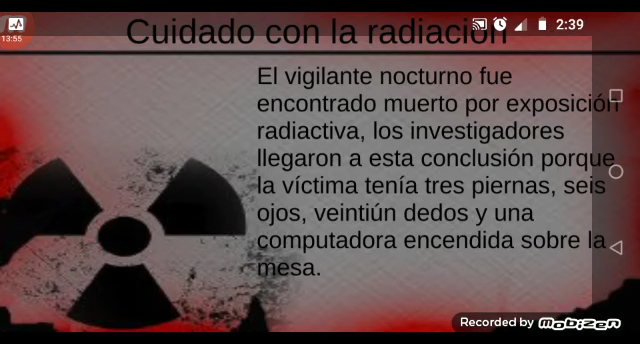 Cuidado con la radiación
2:39
13:55
El vigilante nocturno fue
encontrado muerto por exposición
radiactiva, los investigadores
llegaron a esta conclusión porque
la víctima tenía tres piernas, seis
ojos, veintiún dedos y una
computadora encendida sobre la
mesa.
Recorded by mobizen